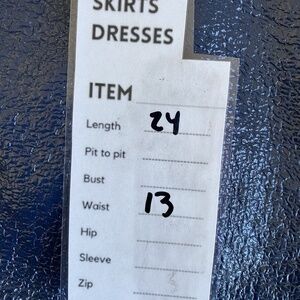 SKIRTS
DRESSES
ITEM
Length 24
Pit to pit
Bust
Waist 13
Hip
Sleeve
Zip